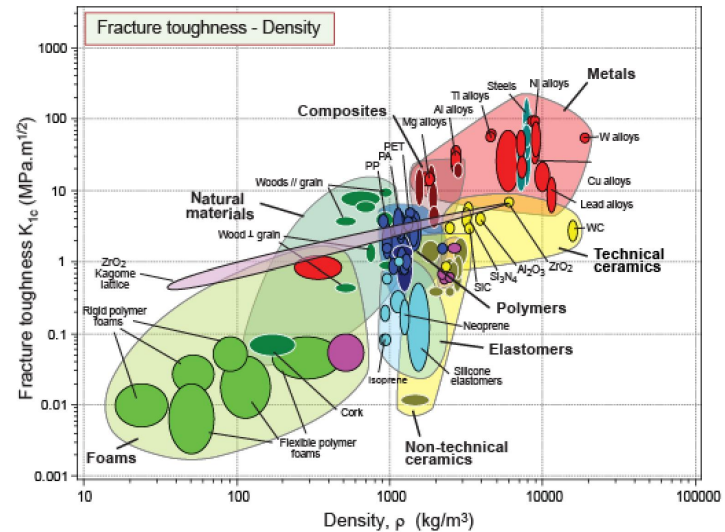 Fracture toughness - Density
Fracture toughness K1c (MPa.m1/2)
1000
100
10
1
0.1
0.01
0.001
10
100
1000
10000
100000
Density, ρ (kg/m³)
Metals
Steels
Ni alloys
Ti alloys
Al alloys
Mg alloys
W alloys
Cu alloys
Lead alloys
Composites
PET
PA
PP
Woods // grain
Natural
materials
Wood ⊥ grain
ZrO2
Kagome
lattice
Rigid polymer
foams
WC
Technical
ceramics
ZrO2
Al2O3
Si3N4
SiC
Polymers
Neoprene
Elastomers
Silicone
elastomers
Isoprene
Cork
Flexible polymer
foams
Foams
Non-technical
ceramics